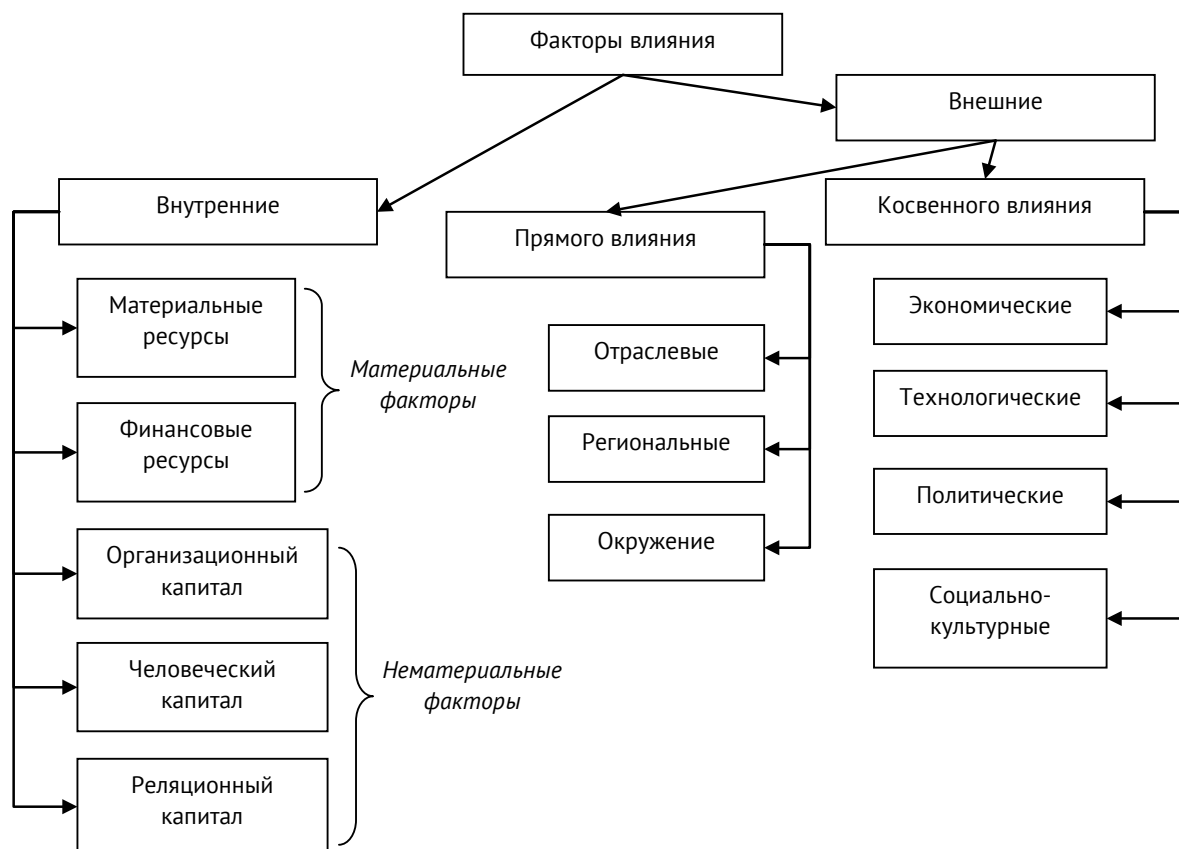 Факторы влияния
Внешние
Внутренние
Прямого влияния
Косвенного влияния
Материальные
ресурсы
Финансовые
ресурсы
Материальные
факторы
Организационный
капитал
Человеческий
капитал
Реляционный
капитал
Нематериальные
факторы
Отраслевые
Региональные
Окружение
Экономические
Технологические
Политические
Социально-
культурные